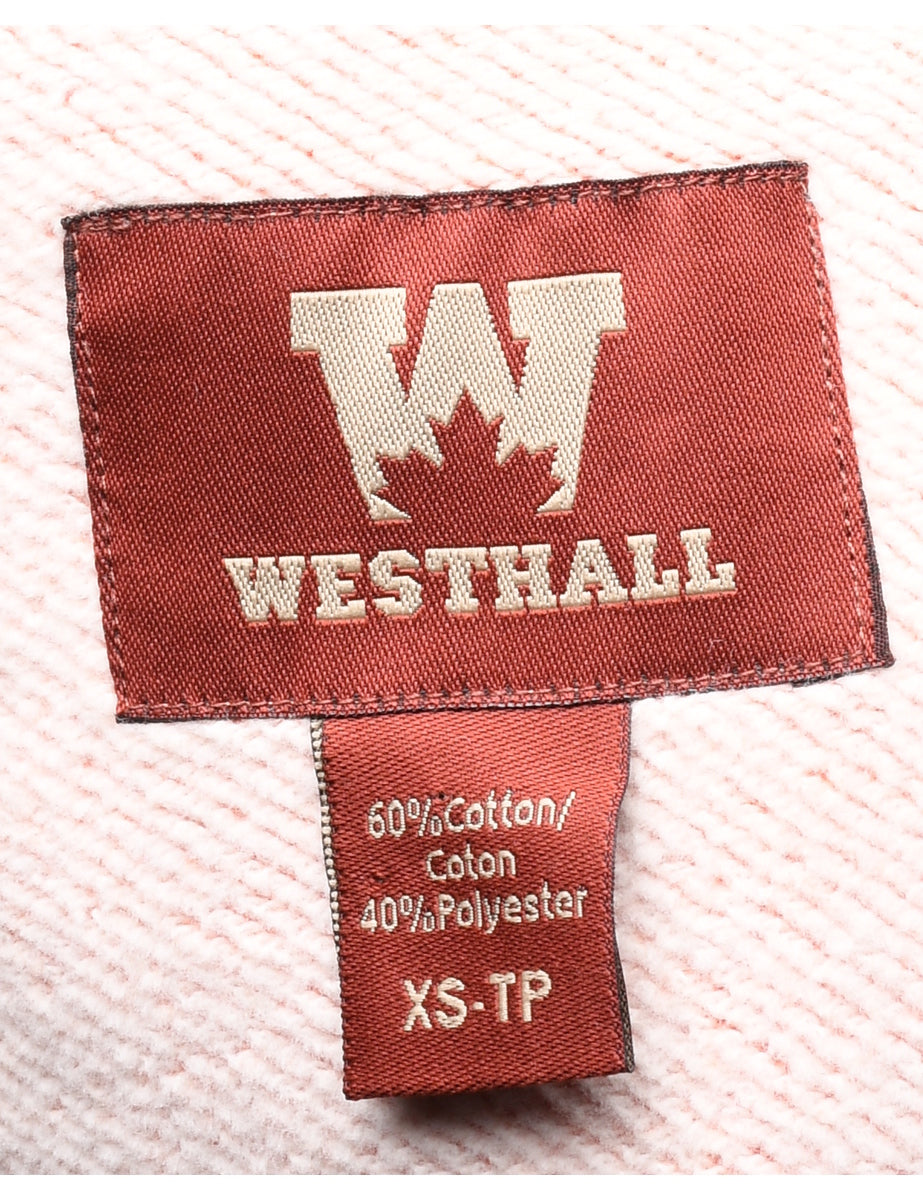 W
WESTHALL
60%Cotton/
Coton
40%Polyester
XS-TP